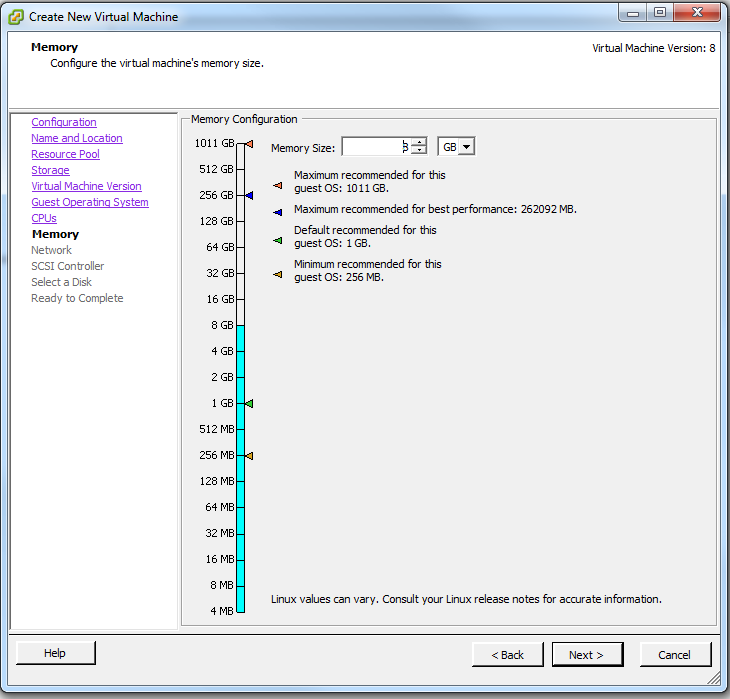 Create New Virtual Machine
Memory
Configure the virtual machine's memory size.
Virtual Machine Version: 8
Configuration
Name and Location
Resource Pool
Storage
Virtual Machine Version
Guest Operating System
CPUs
Memory
Network
SCSI Controller
Select a Disk
Ready to Complete
Memory Configuration
1011 GB
512 GB
256 GB
128 GB
64 GB
32 GB
16 GB
8 GB
4 GB
2 GB
1 GB
512 MB
256 MB
128 MB
64 MB
32 MB
16 MB
8 MB
4 MB
Memory Size:
GB
Maximum recommended for this
guest OS: 1011 GB.
Maximum recommended for best performance: 262092 MB.
Default recommended for this
guest OS: 1 GB.
Minimum recommended for this
guest OS: 256 MB.
Linux values can vary. Consult your Linux release notes for accurate information.
Help
< Back
Next >
Cancel